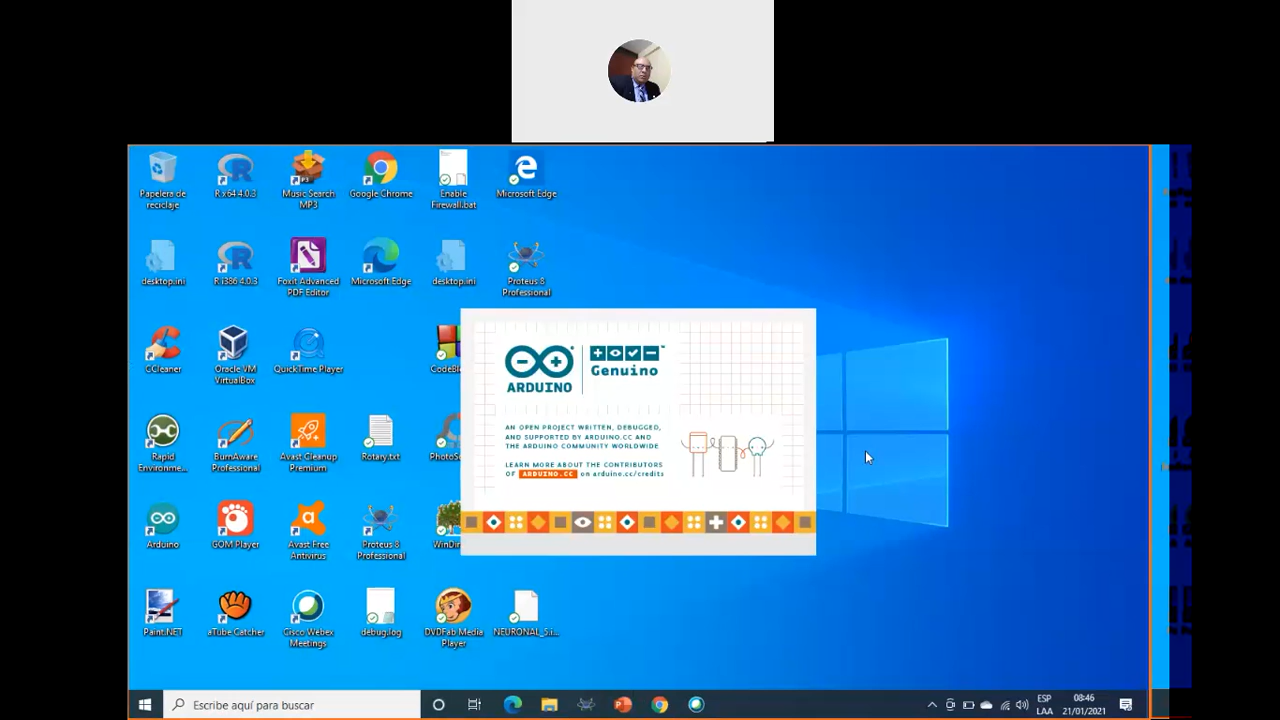 Papelera de
reciclaje
R x64 4.0.3
Music Search
MP3
Google Chrome
Enable
Firewall.bat
Microsoft Edge
desktop.ini
R i386 4.0.3
Foxit Advanced
PDF Editor
Microsoft Edge
desktop.ini
Proteus 8
Professional
CCleaner
Oracle VM
VirtualBox
QuickTime Player
CodeBl
Rapid
Environme...
BurnAware
Professional
Avast Cleanup
Premium
Rotary.txt
PhotoS
Arduino
GOM Player
Avast Free
Antivirus
Proteus 8
Professional
WinDir
Paint.NET
aTube Catcher
Cisco Webex
Meetings
debug.log
DVDFab Media
Player
NEURONAL_5.i...
ARDUINO
Genuino
AN OPEN PROJECT WRITTEN, DEBUGGED,
AND SUPPORTED BY ARDUINO.CC AND
THE ARDUINO COMMUNITY WORLDWIDE
LEARN MORE ABOUT THE CONTRIBUTORS
OF ARDUINO.CC on arduino.cc/credits
Escribe aquí para buscar
ESP
LAA
08:46
21/01/2021